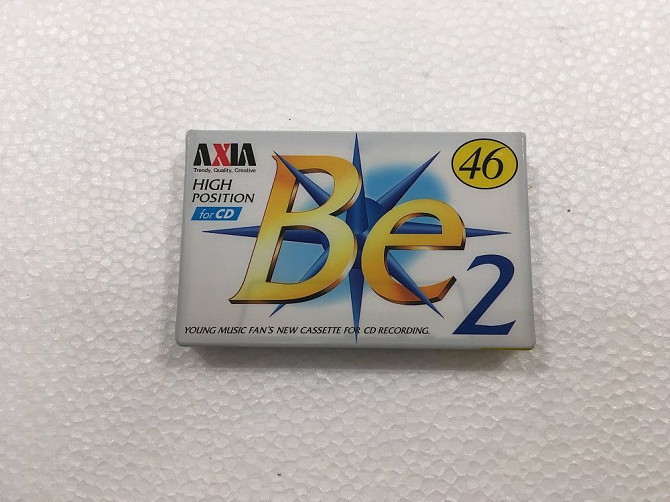 AXIA
Trendy, Quality, Creative
HIGH
POSITION
for CD
46
Be
2
YOUNG MUSIC FAN'S NEW CASSETTE FOR CD RECORDING.